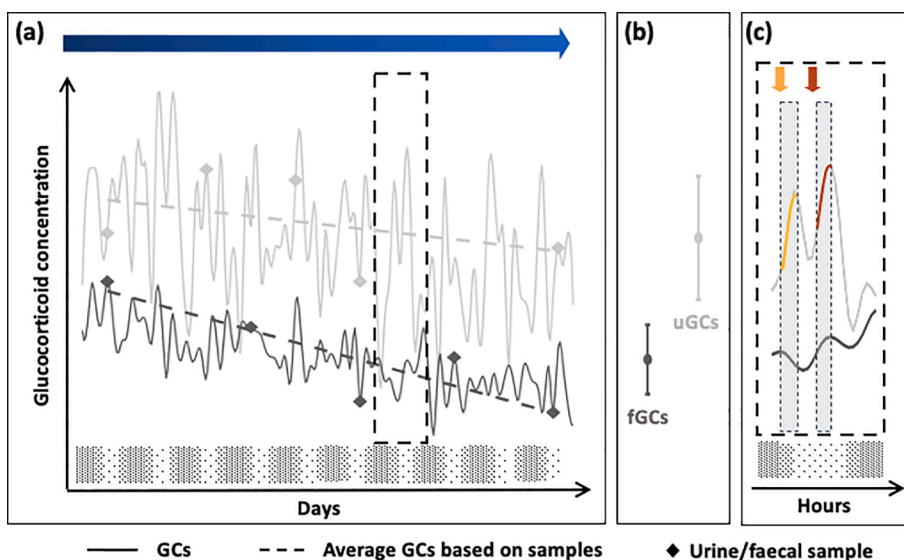 (a)
(b)
(c)
Glucocorticoid concentration
uGCs
fGCs
Days
Hours
GCs
Average GCs based on samples
Urine/faecal sample